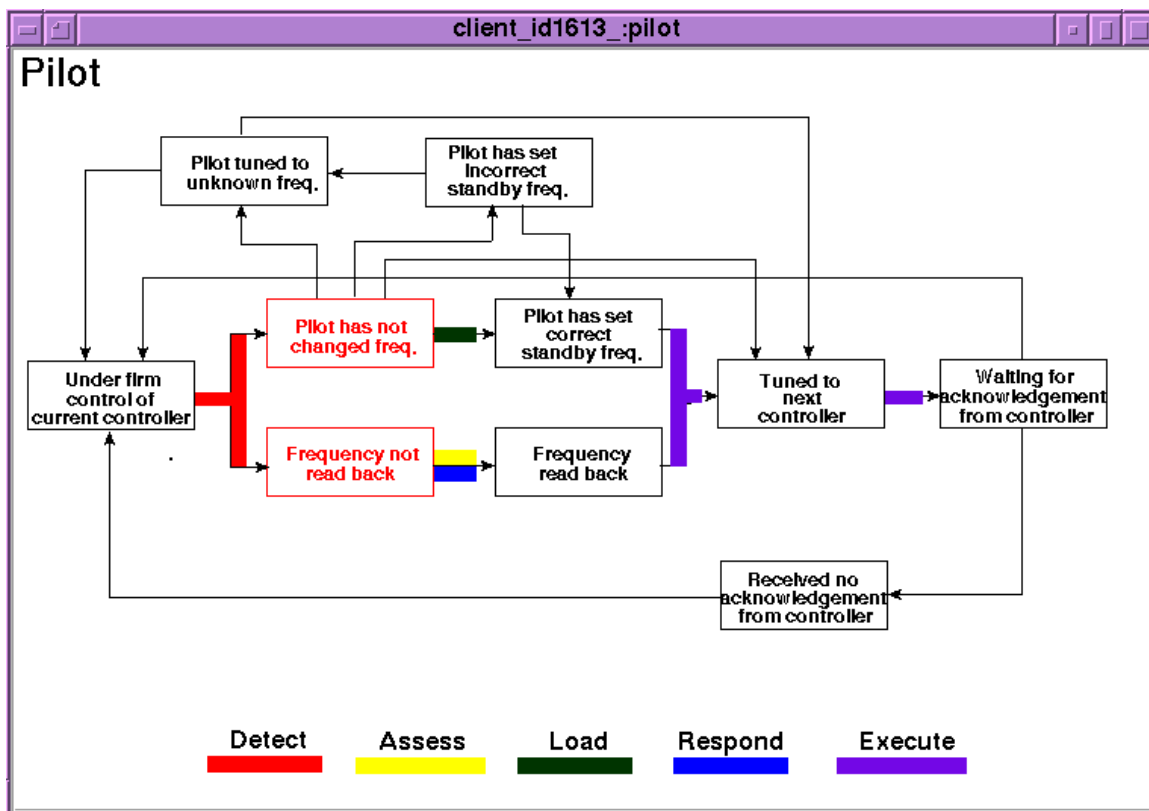 client_id1613_:pilot
Pilot
Pilot tuned to
unknown freq.
Pilot has set
Incorrect
standby freq.
Pilot has not
changed freq.
Pilot has set
correct
standby freq.
Under firm
control of
current controller
Tuned to
next
controller
Waiting for
acknowledgement
from controller
Frequency not
read back
Frequency
read back
Received no
acknowledgement
from controller
Detect
Assess
Load
Respond
Execute